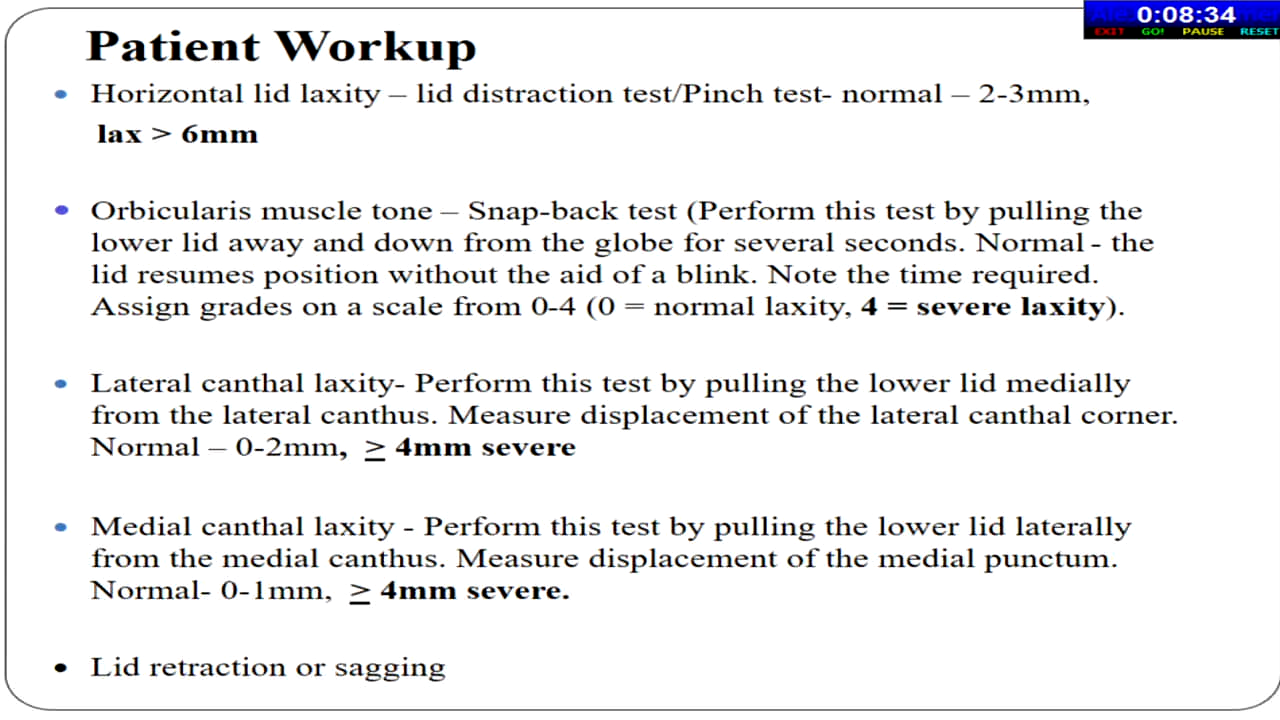 0:08:34
EXIT GO! PAUSE RESET
Patient Workup
• Horizontal lid laxity – lid distraction test/Pinch test- normal – 2-3mm,
lax > 6mm
• Orbicularis muscle tone – Snap-back test (Perform this test by pulling the
lower lid away and down from the globe for several seconds. Normal - the
lid resumes position without the aid of a blink. Note the time required.
Assign grades on a scale from 0-4 (0 = normal laxity, 4 = severe laxity).
• Lateral canthal laxity- Perform this test by pulling the lower lid medially
from the lateral canthus. Measure displacement of the lateral canthal corner.
Normal – 0-2mm, ≥ 4mm severe
• Medial canthal laxity - Perform this test by pulling the lower lid laterally
from the medial canthus. Measure displacement of the medial punctum.
Normal- 0-1mm, ≥ 4mm severe.
• Lid retraction or sagging